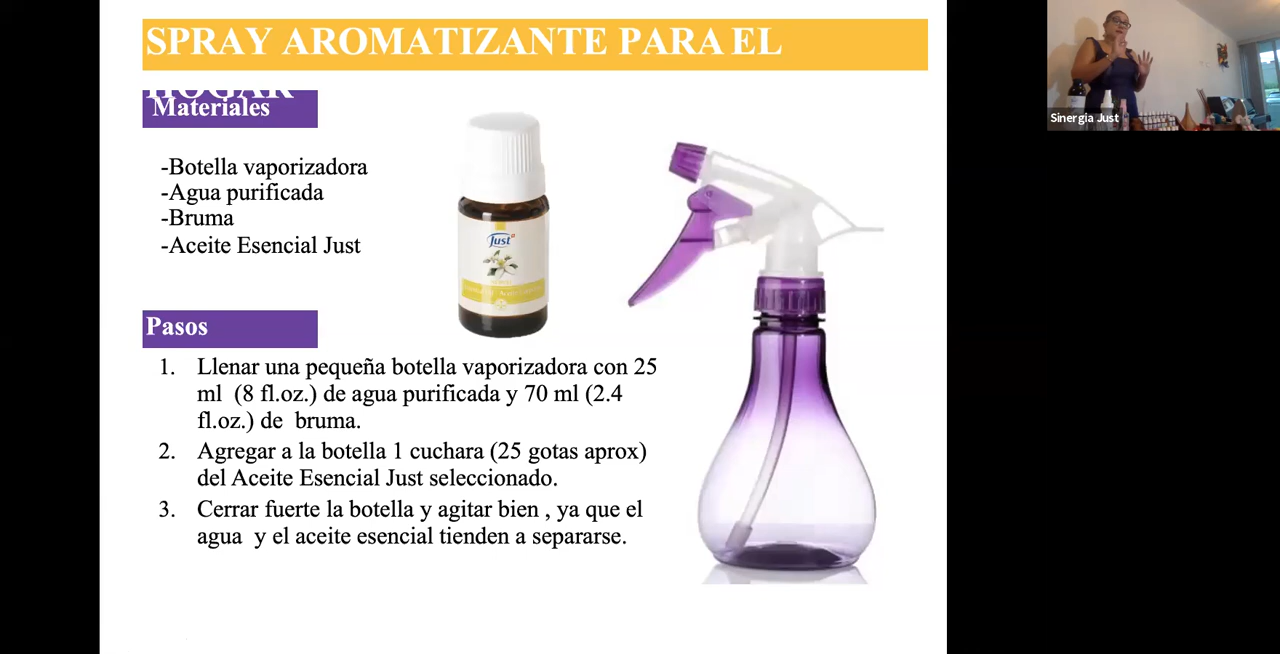 SPRAY AROMATIZANTE PARA EL
HOGAR
Materiales
-Botella vaporizadora
-Agua purificada
-Bruma
-Aceite Esencial Just
Just
Pasos
1. Llenar una pequeña botella vaporizadora con 25
ml (8 fl.oz.) de agua purificada y 70 ml (2.4
fl.oz.) de bruma.
2. Agregar a la botella 1 cuchara (25 gotas aprox)
del Aceite Esencial Just seleccionado.
3. Cerrar fuerte la botella y agitar bien , ya que el
agua y el aceite esencial tienden a separarse.
Sinergia Just